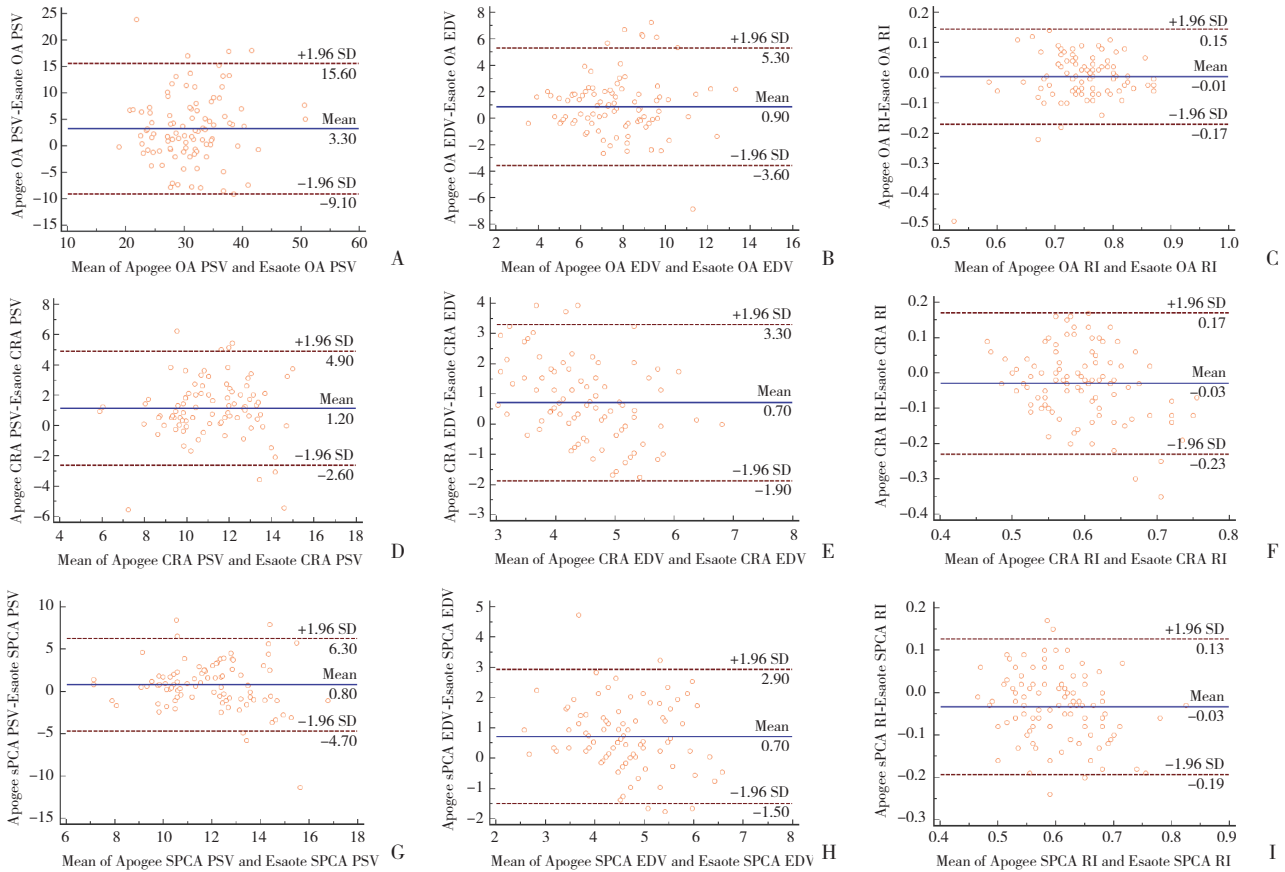 Apogee OA PSV-Esaote OA PSV
25
20
15
10
5
0
−5
−10
−15
+1.96 SD
15.60
Mean
3.30
−1.96 SD
−9.10
10 20 30 40 50 60
Mean of Apogee OA PSV and Esaote OA PSV
A
Apogee OA EDV-Esaote OA EDV
8
6
4
2
0
−2
−4
−6
−8
+1.96 SD
5.30
Mean
0.90
−1.96 SD
−3.60
2 4 6 8 10 12 14 16
Mean of Apogee OA EDV and Esaote OA EDV
B
Apogee OA RI-Esaote OA RI
0.2
0.1
0.0
−0.1
−0.2
−0.3
−0.4
−0.5
+1.96 SD
0.15
Mean
−0.01
−1.96 SD
−0.17
0.5 0.6 0.7 0.8 0.9 1.0
Mean of Apogee OA RI and Esaote OA RI
C
Apogee CRA PSV-Esaote CRA PSV
8
6
4
2
0
−2
−4
−6
+1.96 SD
4.90
Mean
1.20
−1.96 SD
−2.60
4 6 8 10 12 14 16 18
Mean of Apogee CRA PSV and Esaote CRA PSV
D
Apogee CRA EDV-Esaote CRA EDV
4
3
2
1
0
−1
−2
−3
+1.96 SD
3.30
Mean
0.70
−1.96 SD
−1.90
3 4 5 6 7 8
Mean of Apogee CRA EDV and Esaote CRA EDV
E
Apogee CRA RI-Esaote CRA RI
0.2
0.1
0.0
−0.1
−0.2
−0.3
−0.4
+1.96 SD
0.17
Mean
−0.03
−1.96 SD
−0.23
0.4 0.5 0.6 0.7 0.8
Mean of Apogee CRA RI and Esaote CRA RI
F
Apogee sPCA PSV-Esaote SPCA PSV
10
5
0
−5
−10
−15
+1.96 SD
6.30
Mean
0.80
−1.96 SD
−4.70
6 8 10 12 14 16 18
Mean of Apogee SPCA PSV and Esaote SPCA PSV
G
Apogee sPCA EDV-Esaote SPCA EDV
5
4
3
2
1
0
−1
−2
+1.96 SD
2.90
Mean
0.70
−1.96 SD
−1.50
2 3 4 5 6 7 8
Mean of Apogee SPCA EDV and Esaote SPCA EDV
H
Apogee sPCA RI-Esaote SPCA RI
0.2
0.1
0.0
−0.1
−0.2
−0.3
+1.96 SD
0.13
Mean
−0.03
−1.96 SD
−0.19
0.4 0.5 0.6 0.7 0.8 0.9
Mean of Apogee SPCA RI and Esaote SPCA RI
I